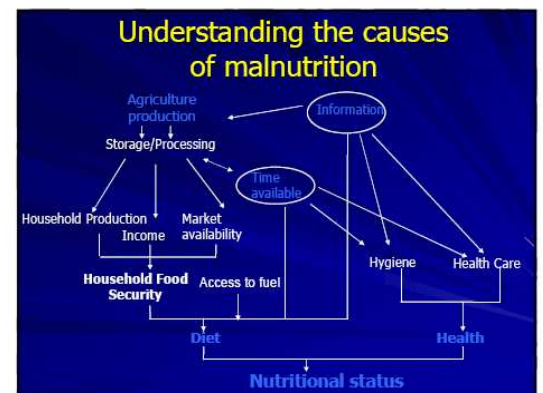 Understanding the causes
of malnutrition
Agriculture
production
Information
Storage/Processing
Time
available
Household Production
Income
Market
availability
Hygiene
Health Care
Household Food
Security
Access to fuel
Diet
Health
Nutritional status